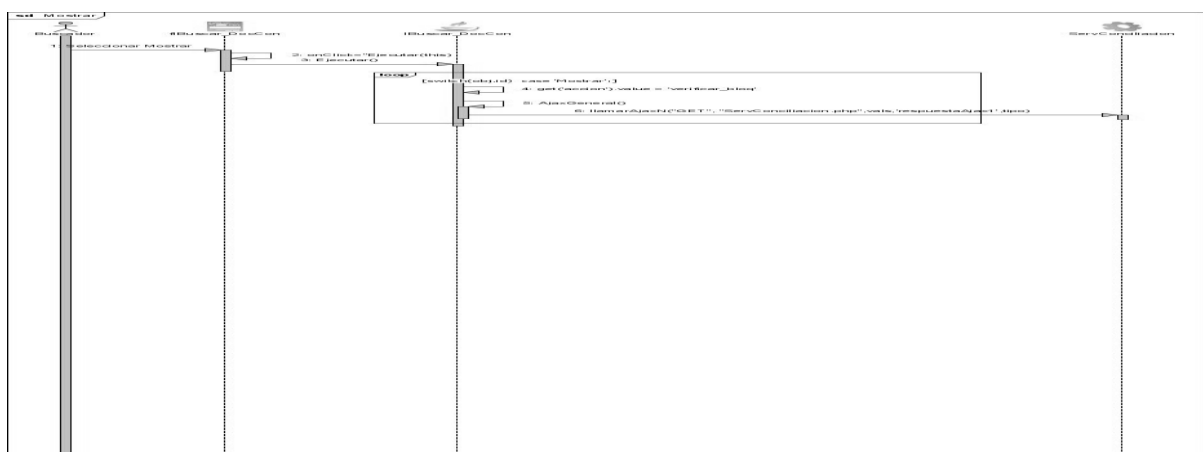 sd Mostrar
Buscador
fBuscar_DocCon
lBuscar_DocCon
ServConciliacion
1: Seleccionar Mostrar
2: onClick="Ejecutar(this)
3: Ejecutar()
loop
[switch(obj.id) case 'Mostrar':]
4: get('accion').value = 'verificar_bloq'
5: AjaxGeneral()
6: llamarAjaxN("GET", "ServConciliacion.php",vals,'respuestaAjax1',tipo)